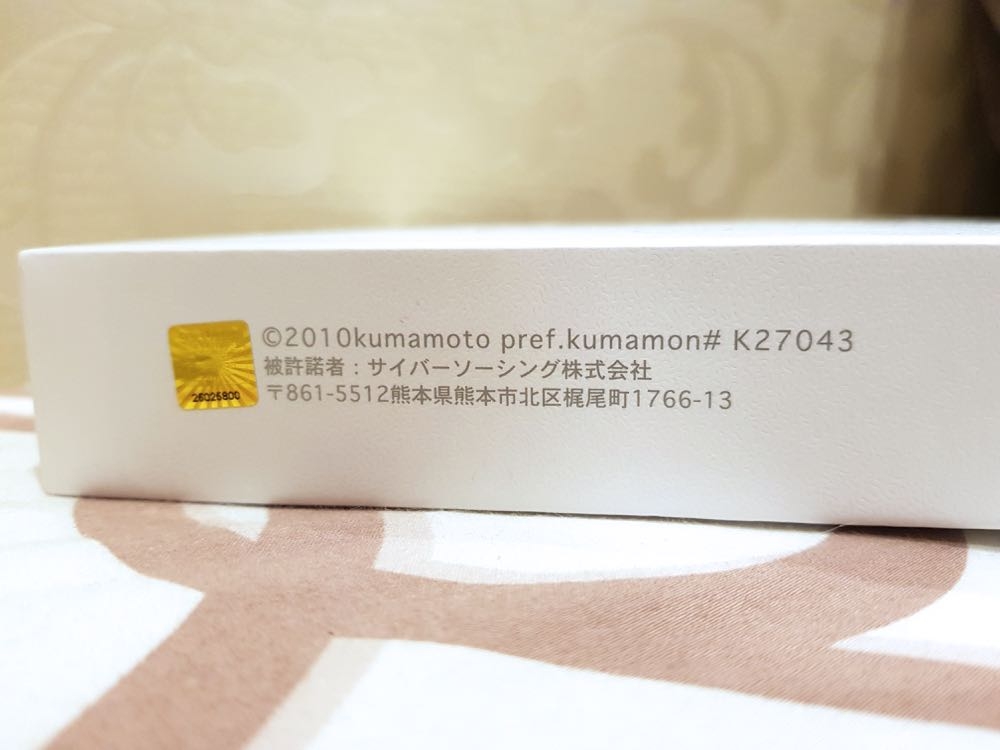 ©2010kumamoto pref.kumamon# K27043
被許諾者：サイバーソーシング株式会社
〒861-5512熊本県熊本市北区梶尾町1766-13
26026800